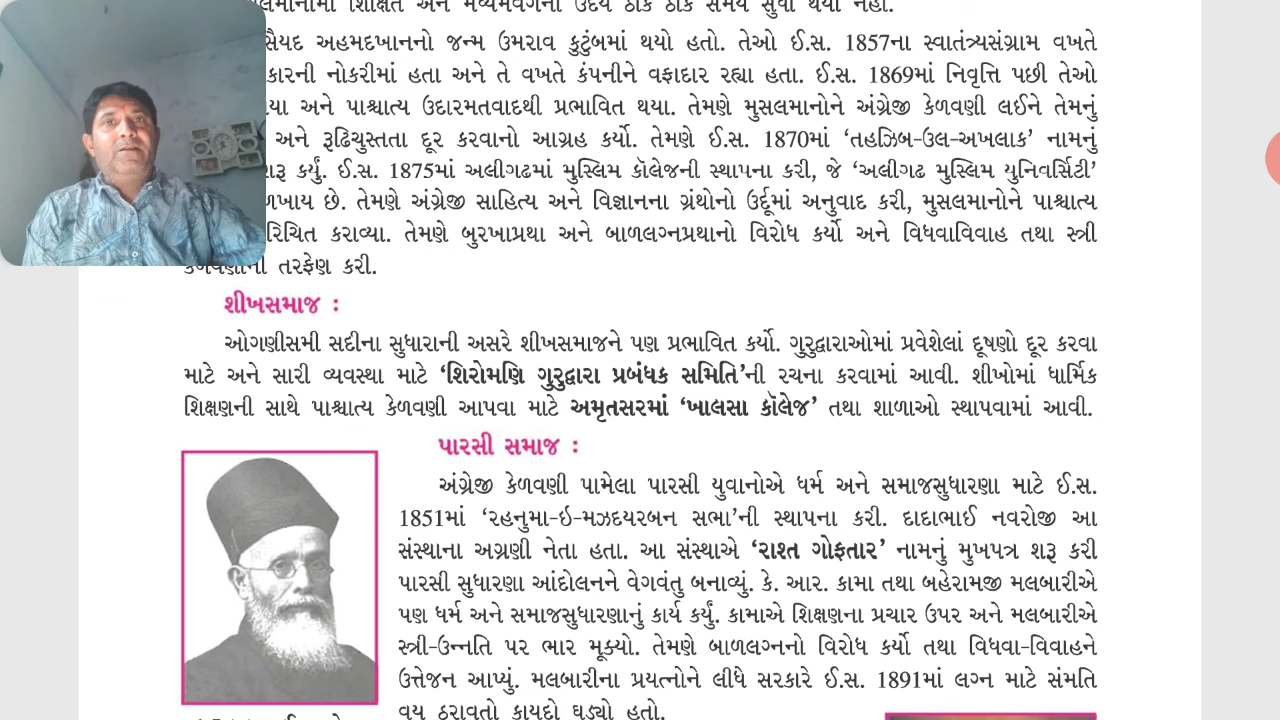 શિક્ષિત અને મધ્યમવર્ગનો ઉદય ઠીક ઠીક સમય સુધી થયો નહીં.
સૈયદ અહમદખાનનો જન્મ ઉમરાવ કુટુંબમાં થયો હતો. તેઓ ઈ.સ. 1857ના સ્વાતંત્ર્યસંગ્રામ વખતે
નોકરીમાં હતા અને તે વખતે કંપનીને વફાદાર રહ્યા હતા. ઈ.સ. 1869માં નિવૃત્તિ પછી તેઓ
અને પાશ્ચાત્ય ઉદારમતવાદથી પ્રભાવિત થયા. તેમણે મુસલમાનોને અંગ્રેજી કેળવણી લઈને તેમનું
અને રૂઢિચુસ્તતા દૂર કરવાનો આગ્રહ કર્યો. તેમણે ઈ.સ. 1870માં ‘તહઝિબ-ઉલ-અખલાક’ નામનું
કર્યું. ઈ.સ. 1875માં અલીગઢમાં મુસ્લિમ કૉલેજની સ્થાપના કરી, જે ‘અલીગઢ મુસ્લિમ યુનિવર્સિટી’
છે. તેમણે અંગ્રેજી સાહિત્ય અને વિજ્ઞાનના ગ્રંથોનો ઉર્દૂમાં અનુવાદ કરી, મુસલમાનોને પાશ્ચાત્ય
કરાવ્યા. તેમણે બુરખાપ્રથા અને બાળલગ્નપ્રથાનો વિરોધ કર્યો અને વિધવાવિવાહ તથા સ્ત્રી
તરફેણ કરી.
શીખસમાજ :
ઓગણીસમી સદીના સુધારાની અસરે શીખસમાજને પણ પ્રભાવિત કર્યો. ગુરુદ્વારાઓમાં પ્રવેશેલાં દૂષણો દૂર કરવા
માટે અને સારી વ્યવસ્થા માટે ‘શિરોમણિ ગુરુદ્વારા પ્રબંધક સમિતિ’ની રચના કરવામાં આવી. શીખોમાં ધાર્મિક
શિક્ષણની સાથે પાશ્ચાત્ય કેળવણી આપવા માટે અમૃતસરમાં ‘ખાલસા કૉલેજ’ તથા શાળાઓ સ્થાપવામાં આવી.
પારસી સમાજ :
અંગ્રેજી કેળવણી પામેલા પારસી યુવાનોએ ધર્મ અને સમાજસુધારણા માટે ઈ.સ.
1851માં ‘રહનુમા-ઇ-મઝદયરબન સભા’ની સ્થાપના કરી. દાદાભાઈ નવરોજી આ
સંસ્થાના અગ્રણી નેતા હતા. આ સંસ્થાએ ‘રાશ્ત ગોફતાર’ નામનું મુખપત્ર શરૂ કરી
પારસી સુધારણા આંદોલનને વેગવંતુ બનાવ્યું. કે. આર. કામા તથા બહેરામજી મલબારીએ
પણ ધર્મ અને સમાજસુધારણાનું કાર્ય કર્યું. કામાએ શિક્ષણના પ્રચાર ઉપર અને મલબારીએ
સ્ત્રી-ઉન્નતિ પર ભાર મૂક્યો. તેમણે બાળલગ્નનો વિરોધ કર્યો તથા વિધવા-વિવાહને
ઉત્તેજન આપ્યું. મલબારીના પ્રયત્નોને લીધે સરકારે ઈ.સ. 1891માં લગ્ન માટે સંમતિ
વય ઠરાવતો કાયદો ઘડ્યો હતો.